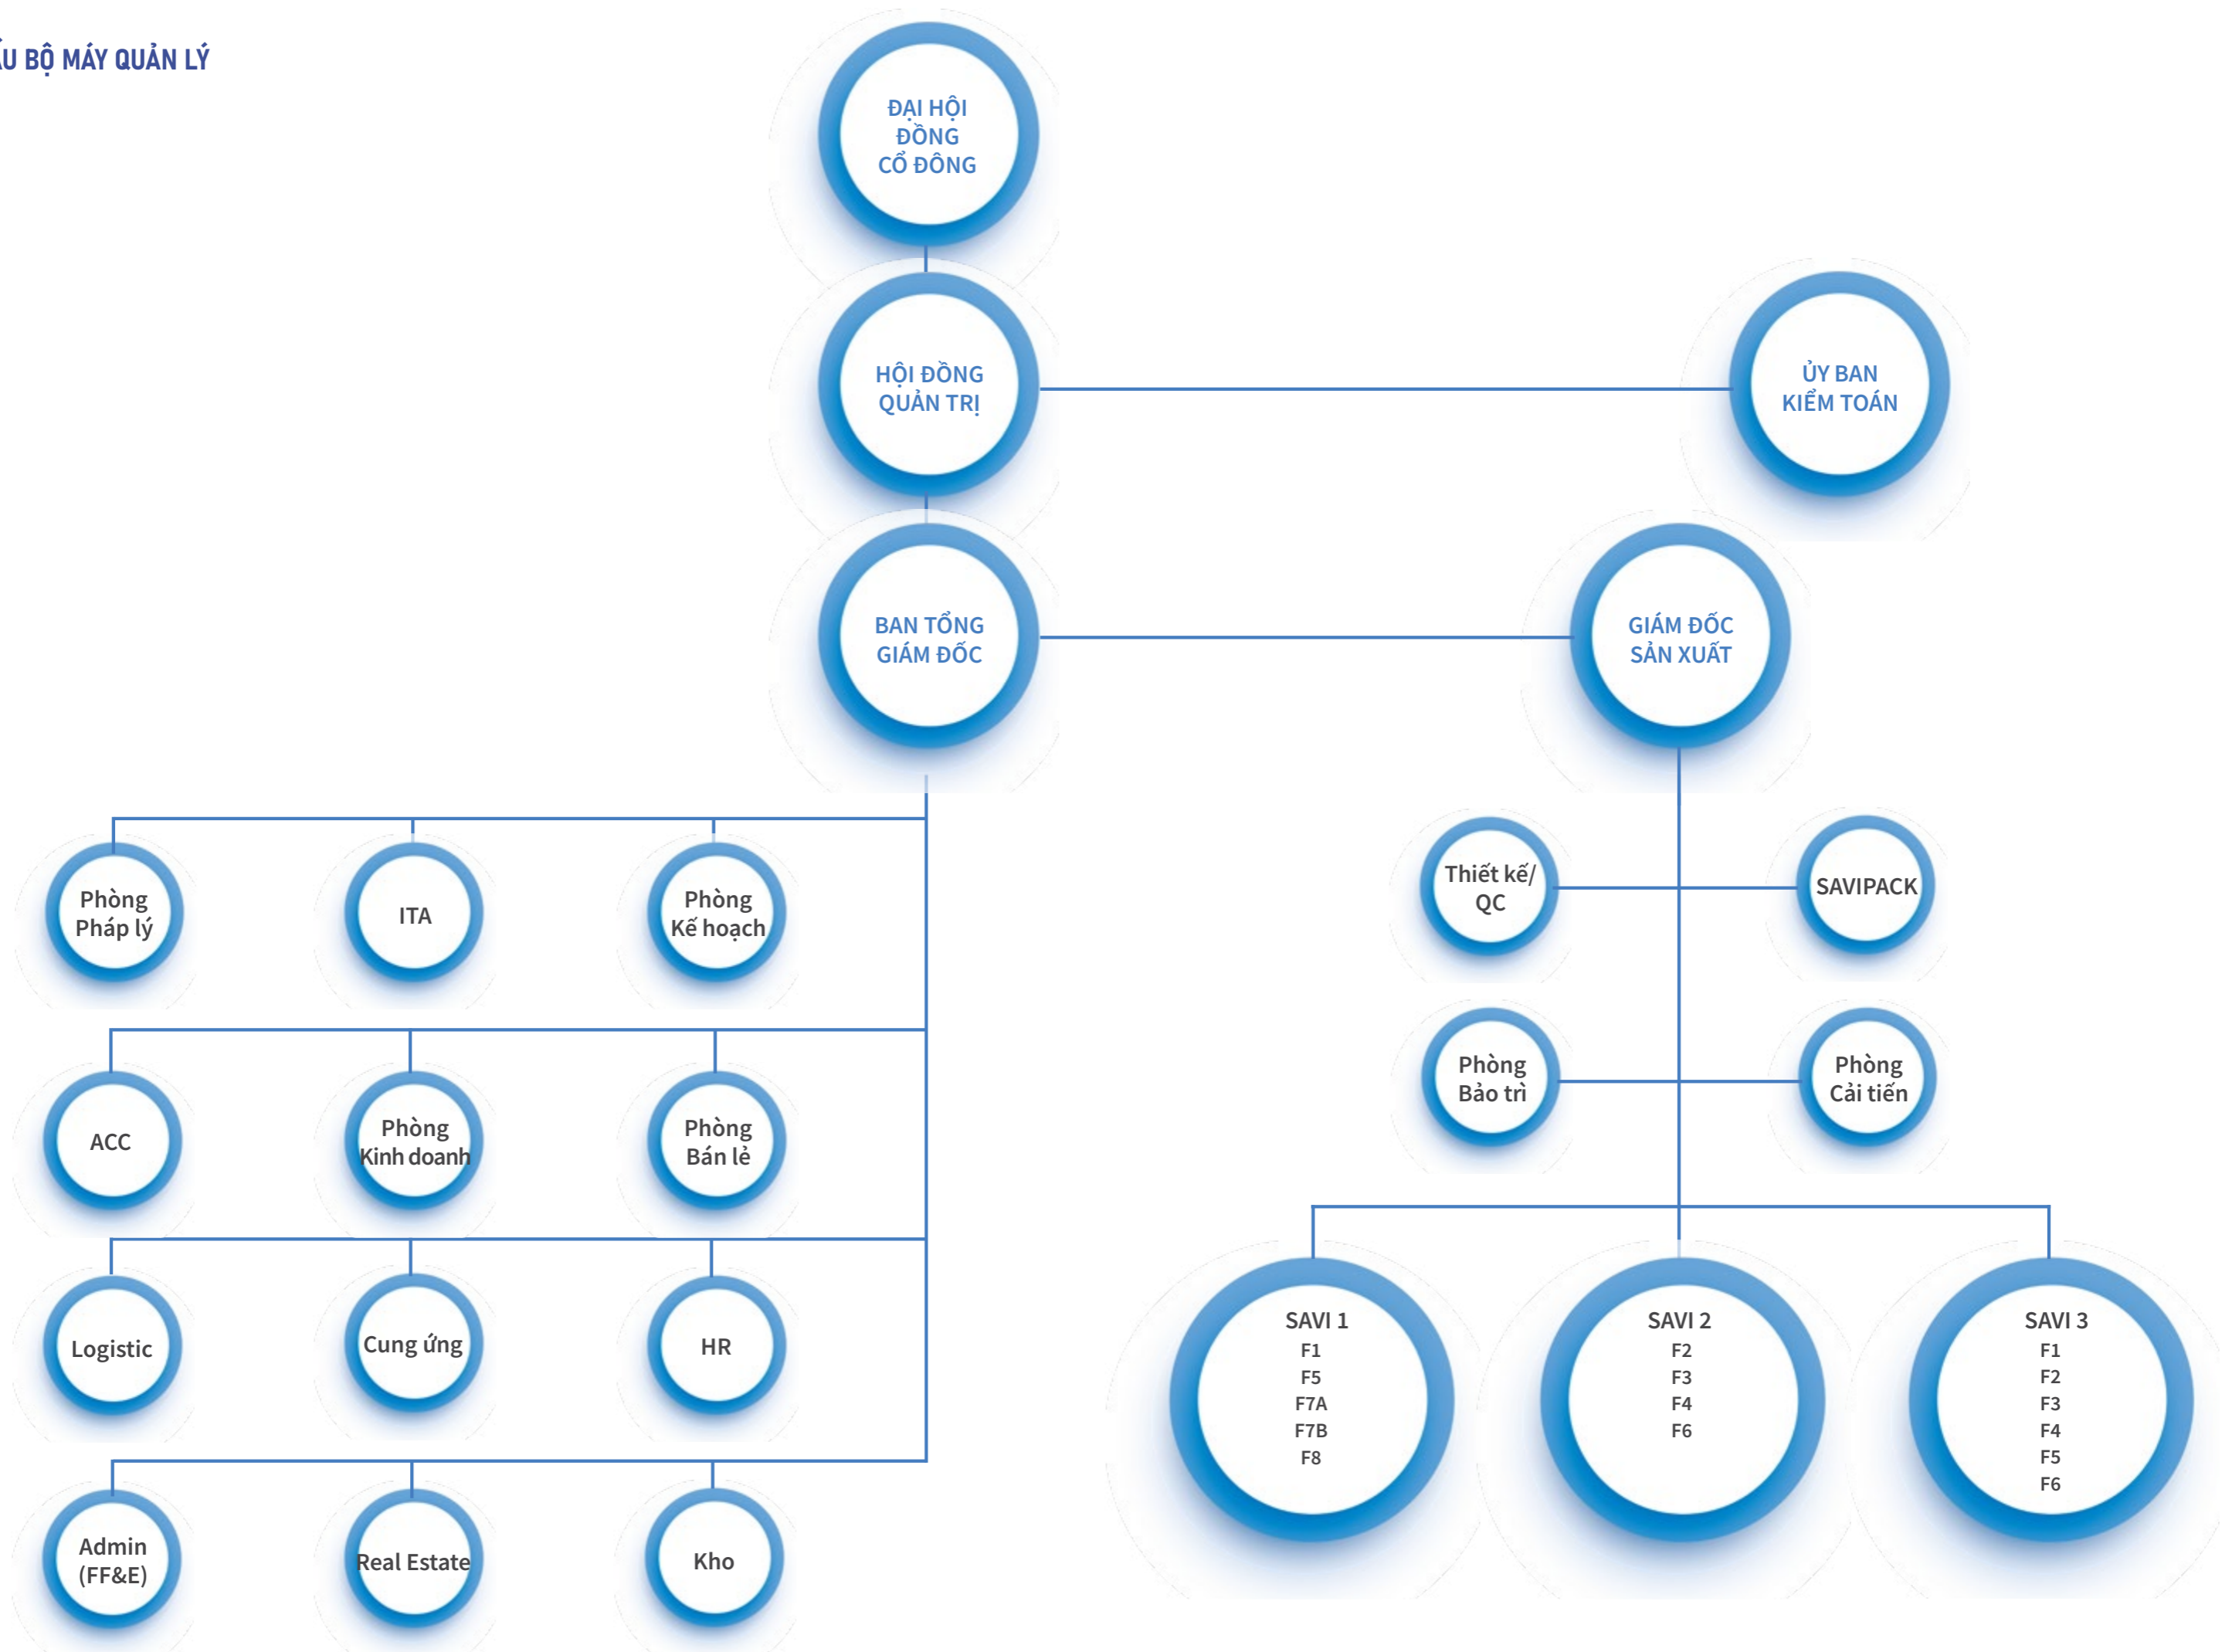 BỘ MÁY QUẢN LÝ
ĐẠI HỘI
ĐỒNG
CỔ ĐÔNG
HỘI ĐỒNG
QUẢN TRỊ
ỦY BAN
KIỂM TOÁN
BAN TỔNG
GIÁM ĐỐC
GIÁM ĐỐC
SẢN XUẤT
Phòng
Pháp lý
ITA
Phòng
Kế hoạch
Thiết kế/
QC
SAVIPACK
ACC
Phòng
Kinh doanh
Phòng
Bán lẻ
Phòng
Bảo trì
Phòng
Cải tiến
Logistic
Cung ứng
HR
Admin
(FF&E)
Real Estate
Kho
SAVI 1
F1
F5
F7A
F7B
F8
SAVI 2
F2
F3
F4
F6
SAVI 3
F1
F2
F3
F4
F5
F6